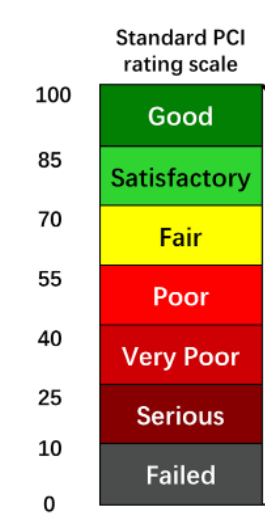 Standard PCI
rating scale
100
Good
85
Satisfactory
70
Fair
55
Poor
40
Very Poor
25
Serious
10
Failed
0